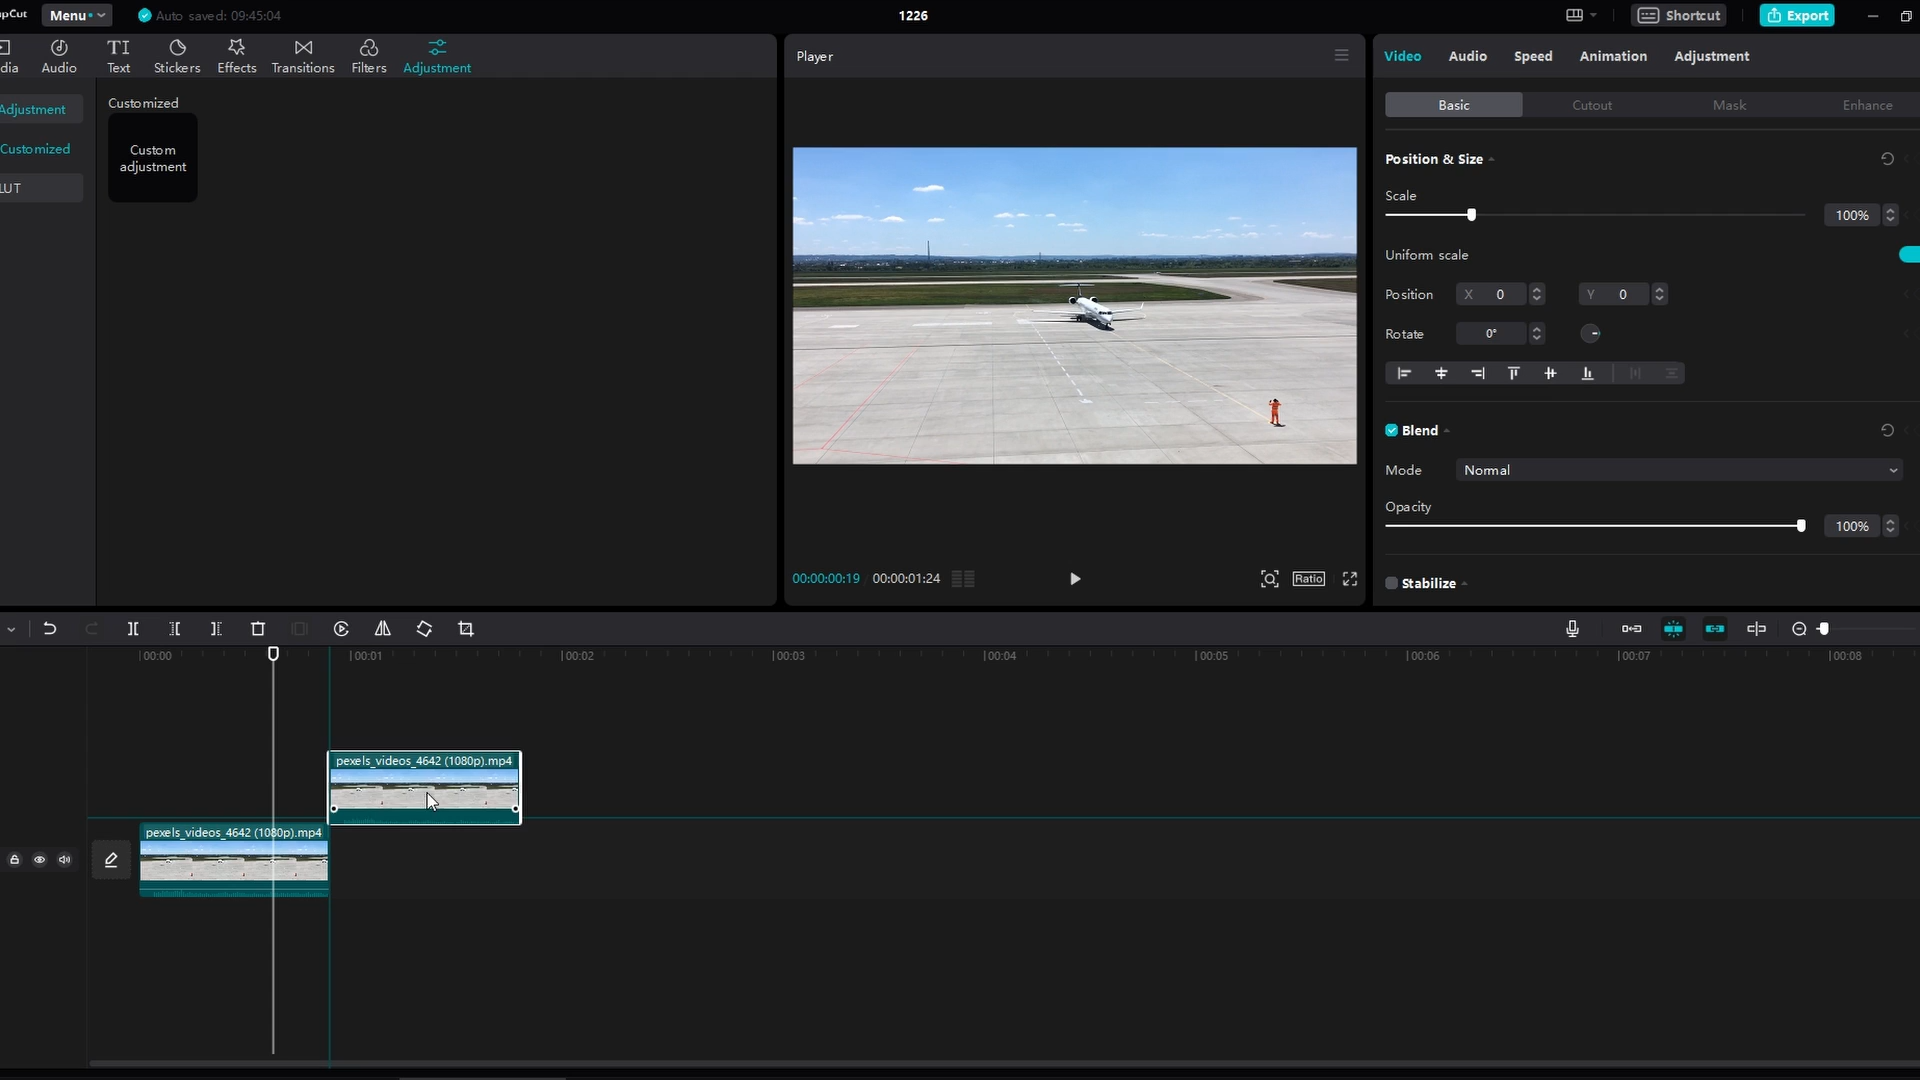 pCut Menu Auto saved: 09:45:04 1226 Shortcut Export
dia Audio Text Stickers Effects Transitions Filters Adjustment
TI
Adjustment
Customized
LUT
Customized
Custom
adjustment
Player
00:00:00:19 00:00:01:24 Ratio
Video Audio Speed Animation Adjustment
Basic Cutout Mask Enhance
Position & Size
Scale
100%
Uniform scale
Position X 0 Y 0
Rotate 0°
Blend
Mode Normal
Opacity
100%
Stabilize
00:00 00:01 00:02 00:03 00:04 00:05 00:06 00:07 00:08
pexels_videos_4642 (1080p).mp4
pexels_videos_4642 (1080p).mp4